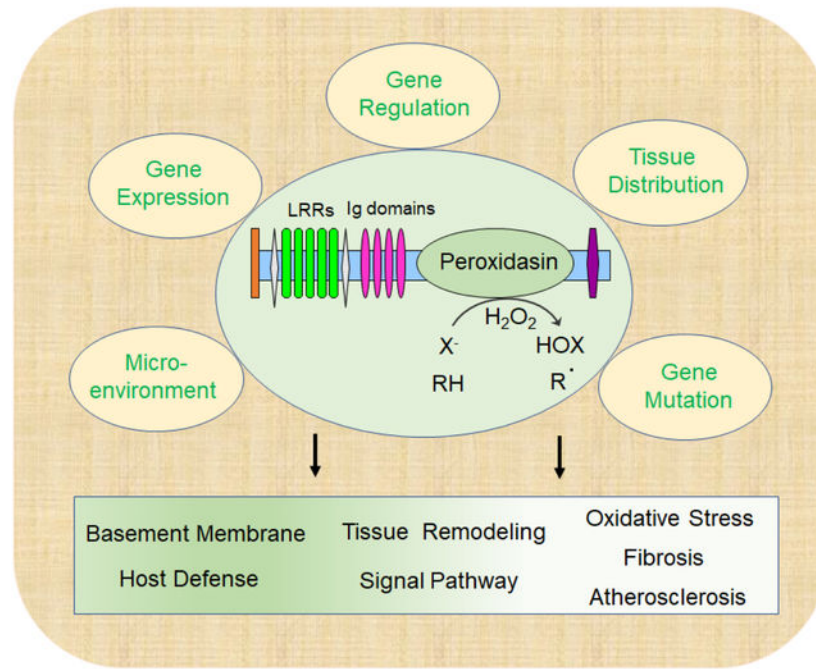 Gene
Regulation
Gene
Expression
Tissue
Distribution
LRRs Ig domains
Peroxidasin
H₂O₂
X⁻ HOX
RH R•
Micro-
environment
Gene
Mutation
Basement Membrane
Host Defense
Tissue Remodeling
Signal Pathway
Oxidative Stress
Fibrosis
Atherosclerosis